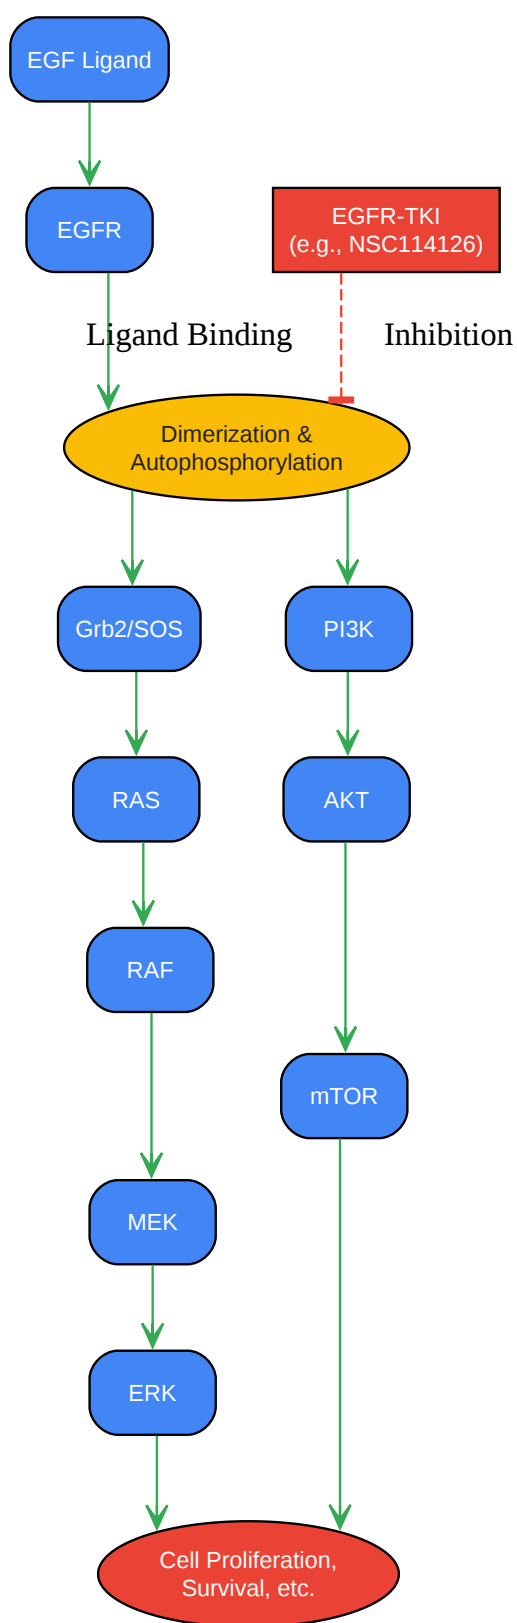 EGF Ligand
EGFR
EGFR-TKI
(e.g., NSC114126)
Ligand Binding
Inhibition
Dimerization &
Autophosphorylation
Grb2/SOS
PI3K
RAS
AKT
RAF
mTOR
MEK
ERK
Cell Proliferation,
Survival, etc.